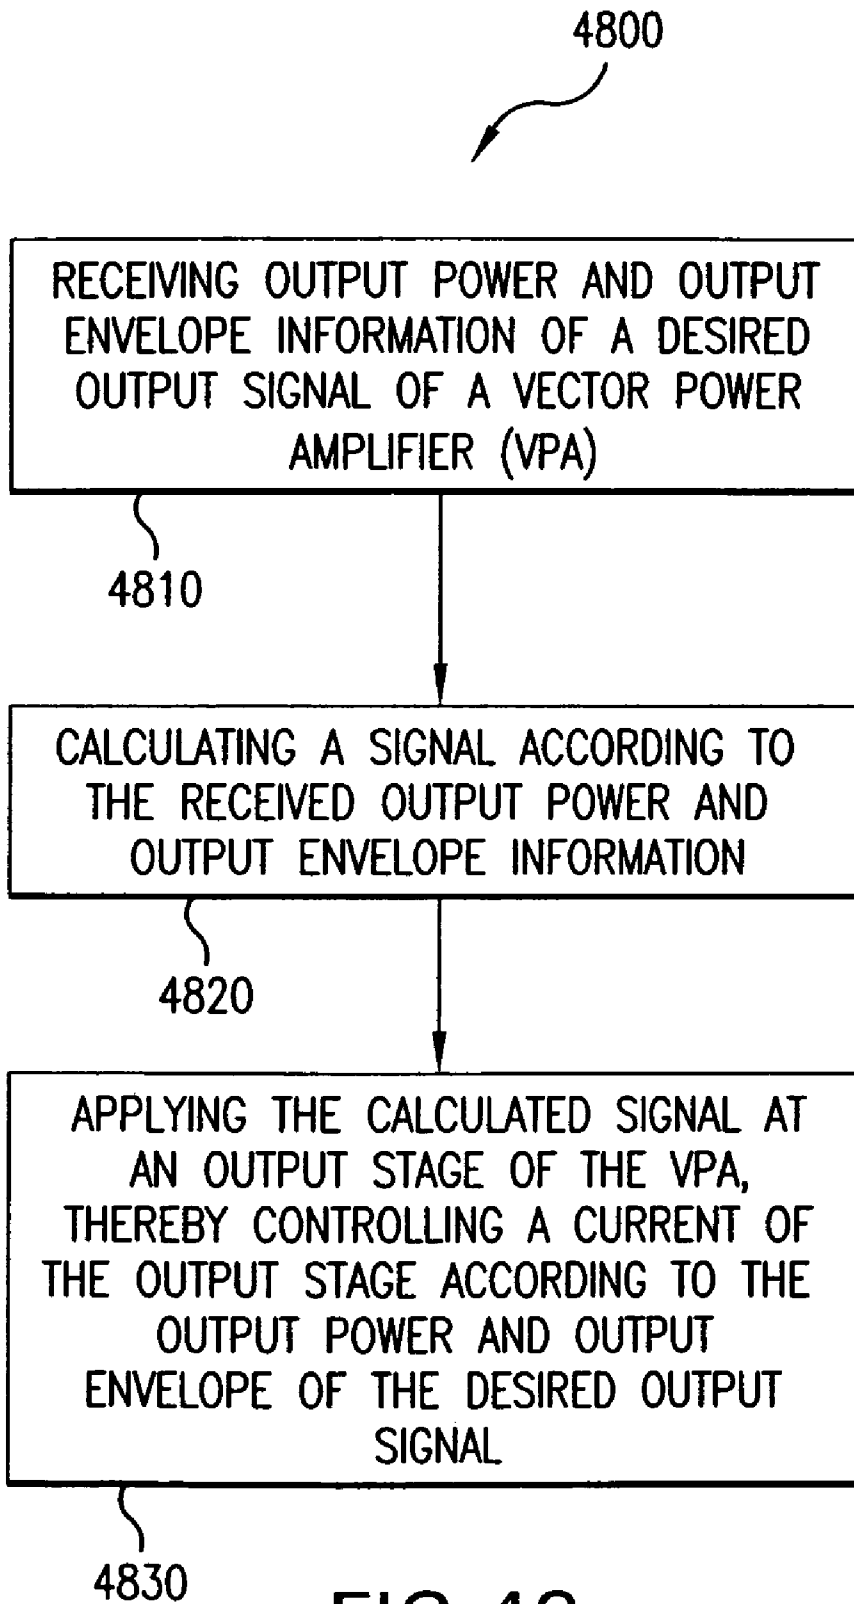 4800
RECEIVING OUTPUT POWER AND OUTPUT
ENVELOPE INFORMATION OF A DESIRED
OUTPUT SIGNAL OF A VECTOR POWER
AMPLIFIER (VPA)
4810
CALCULATING A SIGNAL ACCORDING TO
THE RECEIVED OUTPUT POWER AND
OUTPUT ENVELOPE INFORMATION
4820
APPLYING THE CALCULATED SIGNAL AT
AN OUTPUT STAGE OF THE VPA,
THEREBY CONTROLLING A CURRENT OF
THE OUTPUT STAGE ACCORDING TO THE
OUTPUT POWER AND OUTPUT
ENVELOPE OF THE DESIRED OUTPUT
SIGNAL
4830